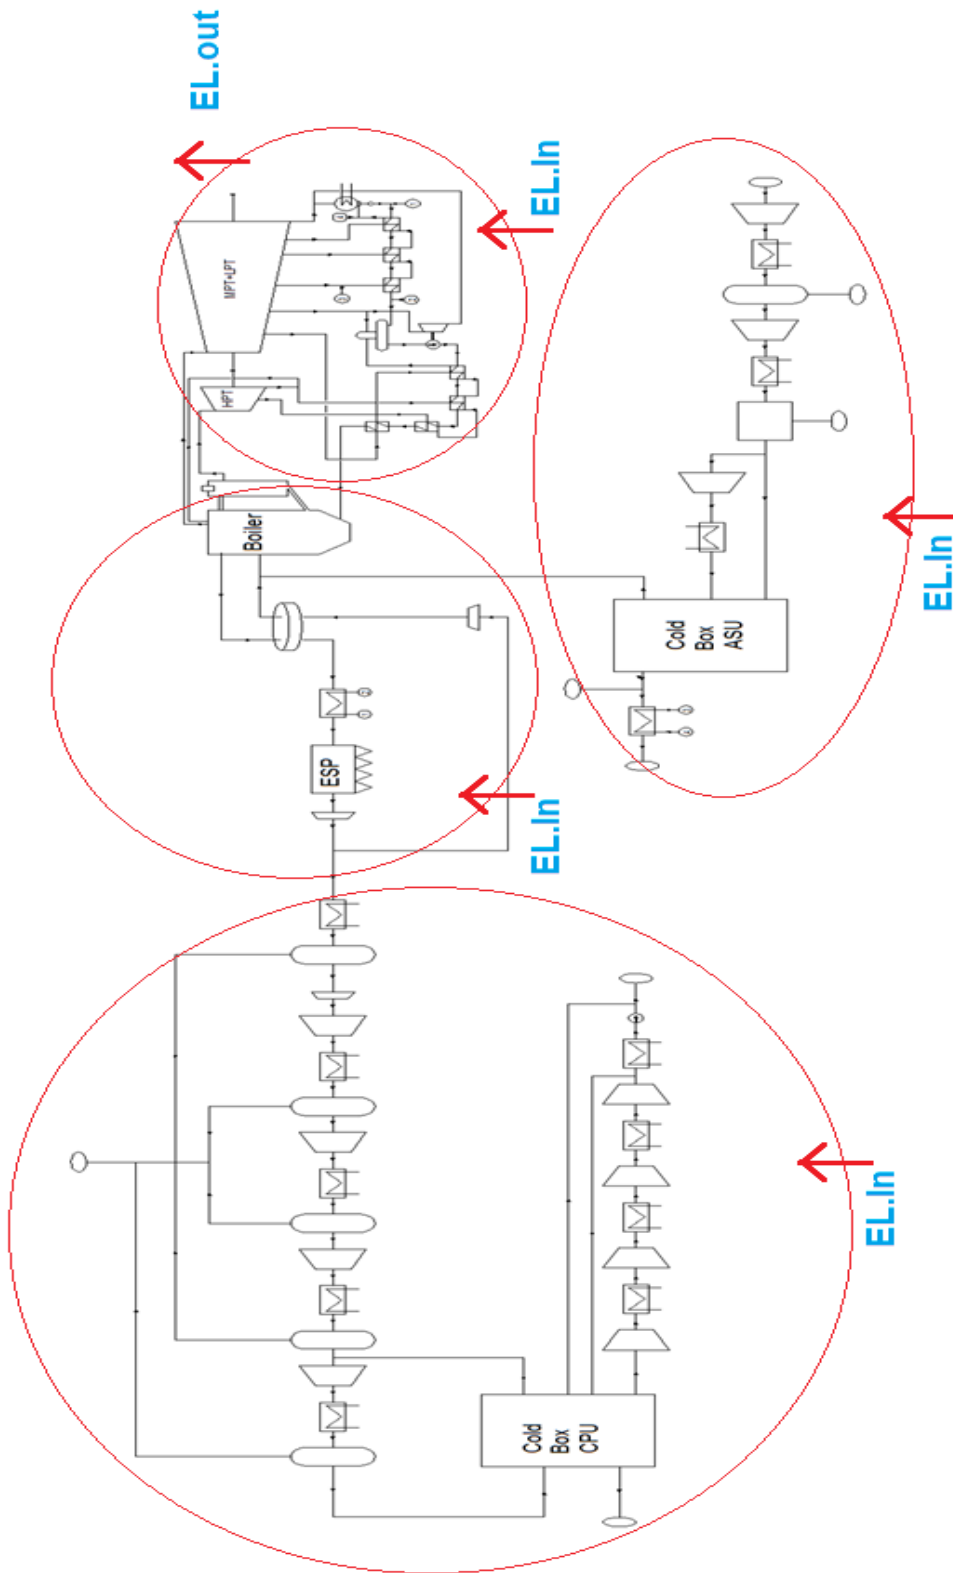 EL.out
MPT+LPT
HPT
EL.In
Boiler
Cold
Box
ASU
EL.In
ESP
EL.In
EL.In
Cold
Box
CPU